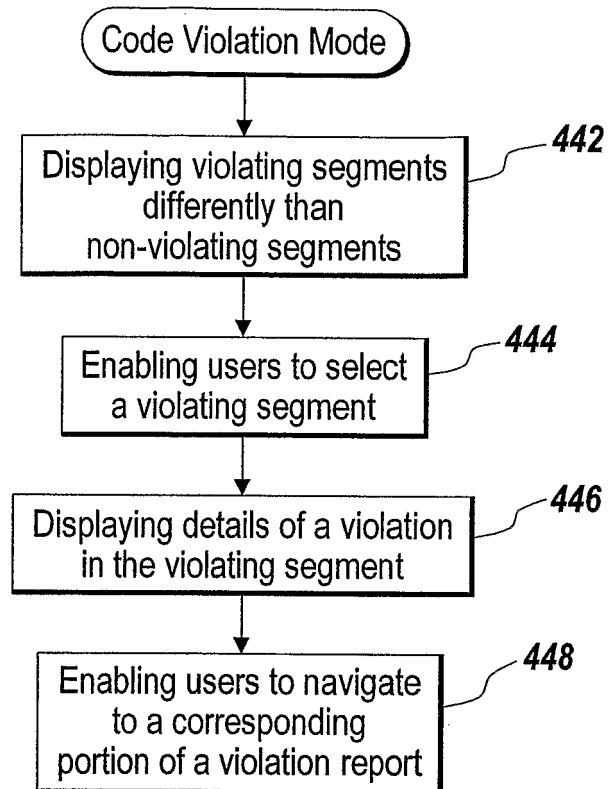 Code Violation Mode
442
Displaying violating segments
differently than
non-violating segments
444
Enabling users to select
a violating segment
446
Displaying details of a violation
in the violating segment
448
Enabling users to navigate
to a corresponding
portion of a violation report